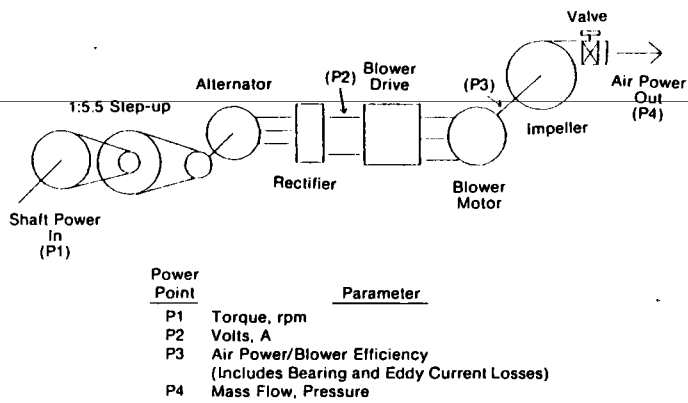 Valve
Alternator
(P2)
Blower
Drive
(P3)
Air Power
Out
(P4)
1:5.5 Step-up
Impeller
Rectifier
Blower
Motor
Shaft Power
In
(P1)
Power
Point
Parameter
P1 Torque, rpm
P2 Volts, A
P3 Air Power/Blower Efficiency
(Includes Bearing and Eddy Current Losses)
P4 Mass Flow, Pressure